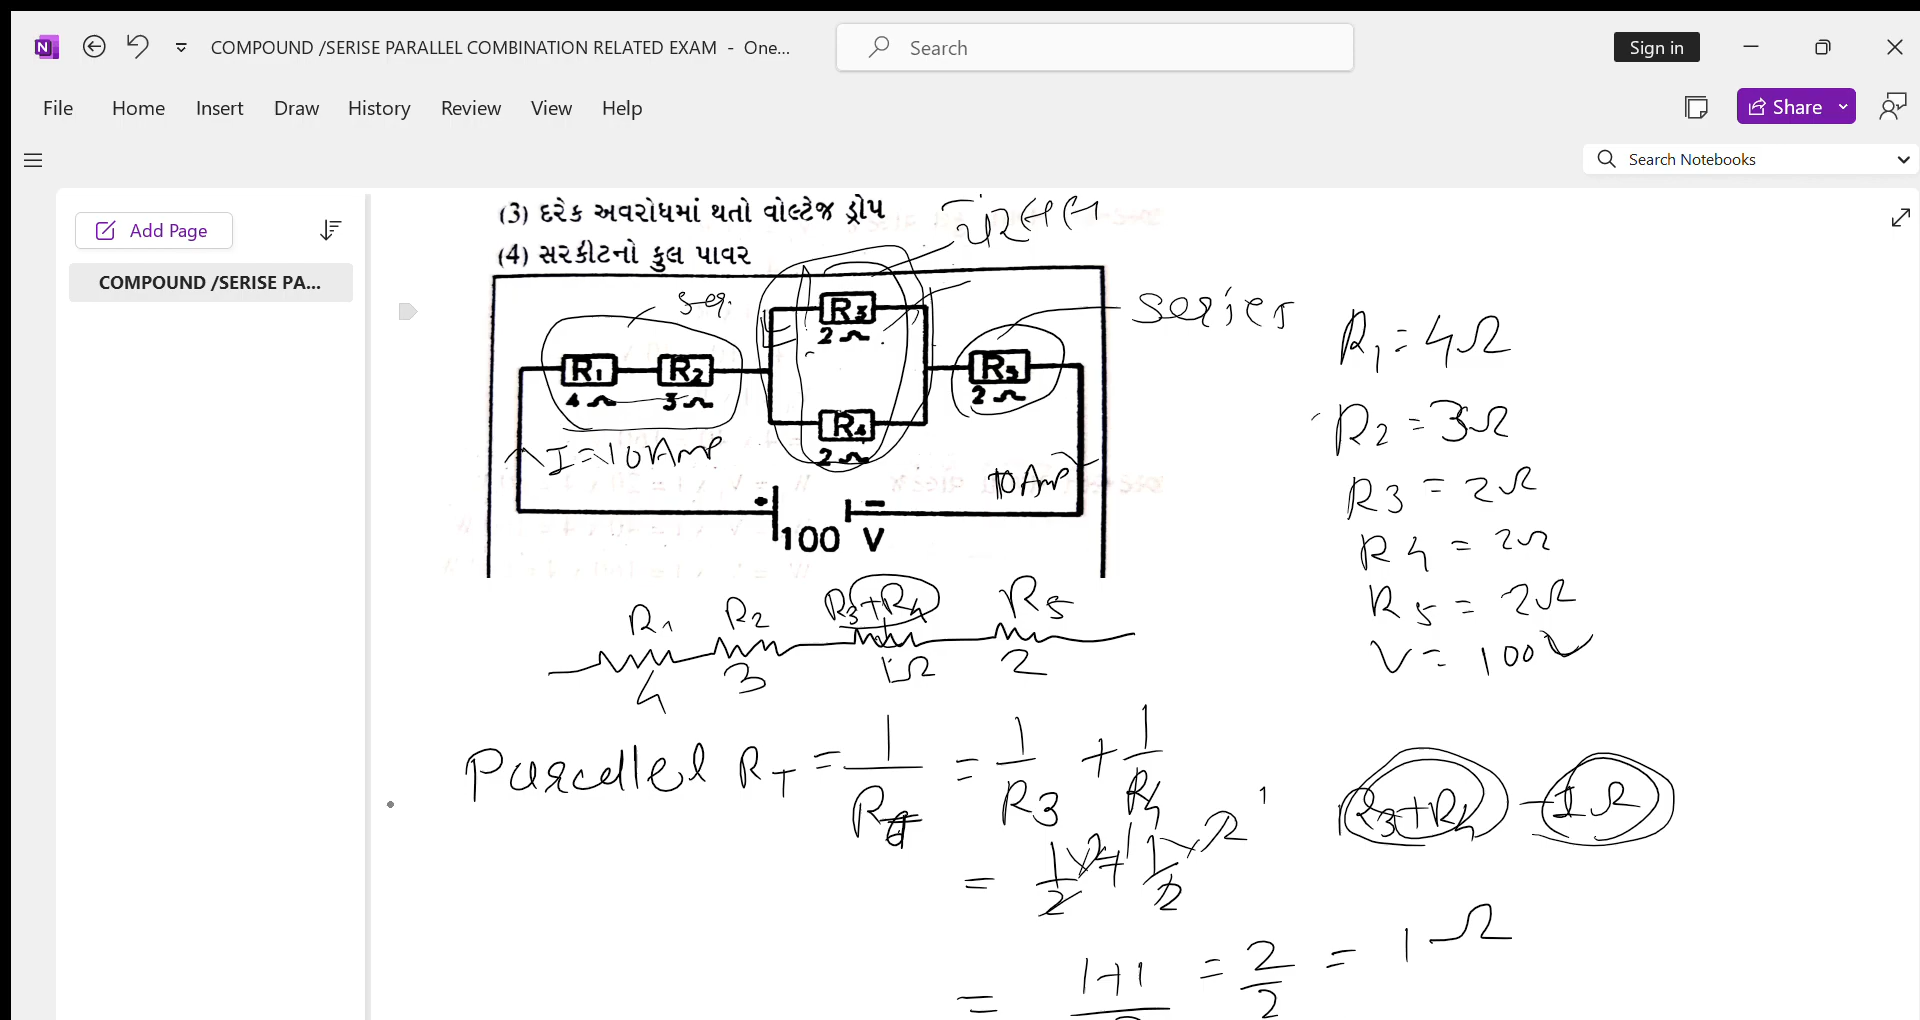 COMPOUND /SERISE PARALLEL COMBINATION RELATED EXAM - One...
Search
Sign in
File Home Insert Draw History Review View Help
Share
Search Notebooks
Add Page
COMPOUND /SERISE PA...
(3) દરેક અવરોધમાં થતો વોલ્ટેજ ડ્રોપ
(4) સરકીટનો કુલ પાવર
ser.
series
R1
4 Ω
R2
3 Ω
R3
2 Ω
R4
2 Ω
R5
2 Ω
I = 10 Amp
10 Amp
100 V
R1 = 4Ω
R2 = 3Ω
R3 = 2Ω
R4 = 2Ω
R5 = 2Ω
V = 100V
R1 R2 R3+R4 R5
4 3 1Ω 2
Parallel RT = 1/RT = 1/R3 + 1/R4
R3+R4 - 1Ω
= 1/2 × 2 + 1/2 × 2
= 1+1 = 2/2 = 1Ω